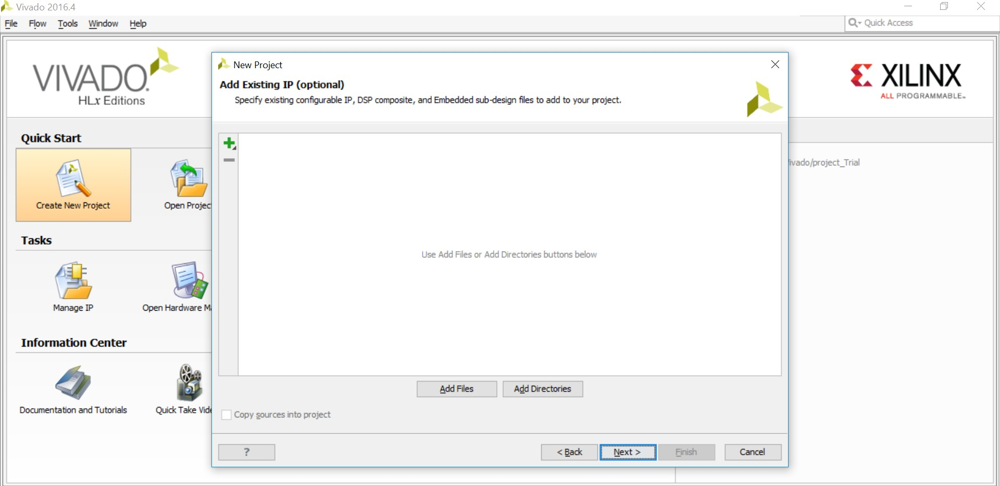 Vivado 2016.4
File Flow Tools Window Help
Quick Access
VIVADO.
HLx Editions
XILINX
ALL PROGRAMMABLE™
New Project
Add Existing IP (optional)
Specify existing configurable IP, DSP composite, and Embedded sub-design files to add to your project.
Quick Start
Create New Project
Open Project
ivado/project_Trial
Tasks
Manage IP
Open Hardware M
Use Add Files or Add Directories buttons below
Information Center
Documentation and Tutorials
Quick Take Vide
Add Files Add Directories
Copy sources into project
?
< Back Next > Finish Cancel